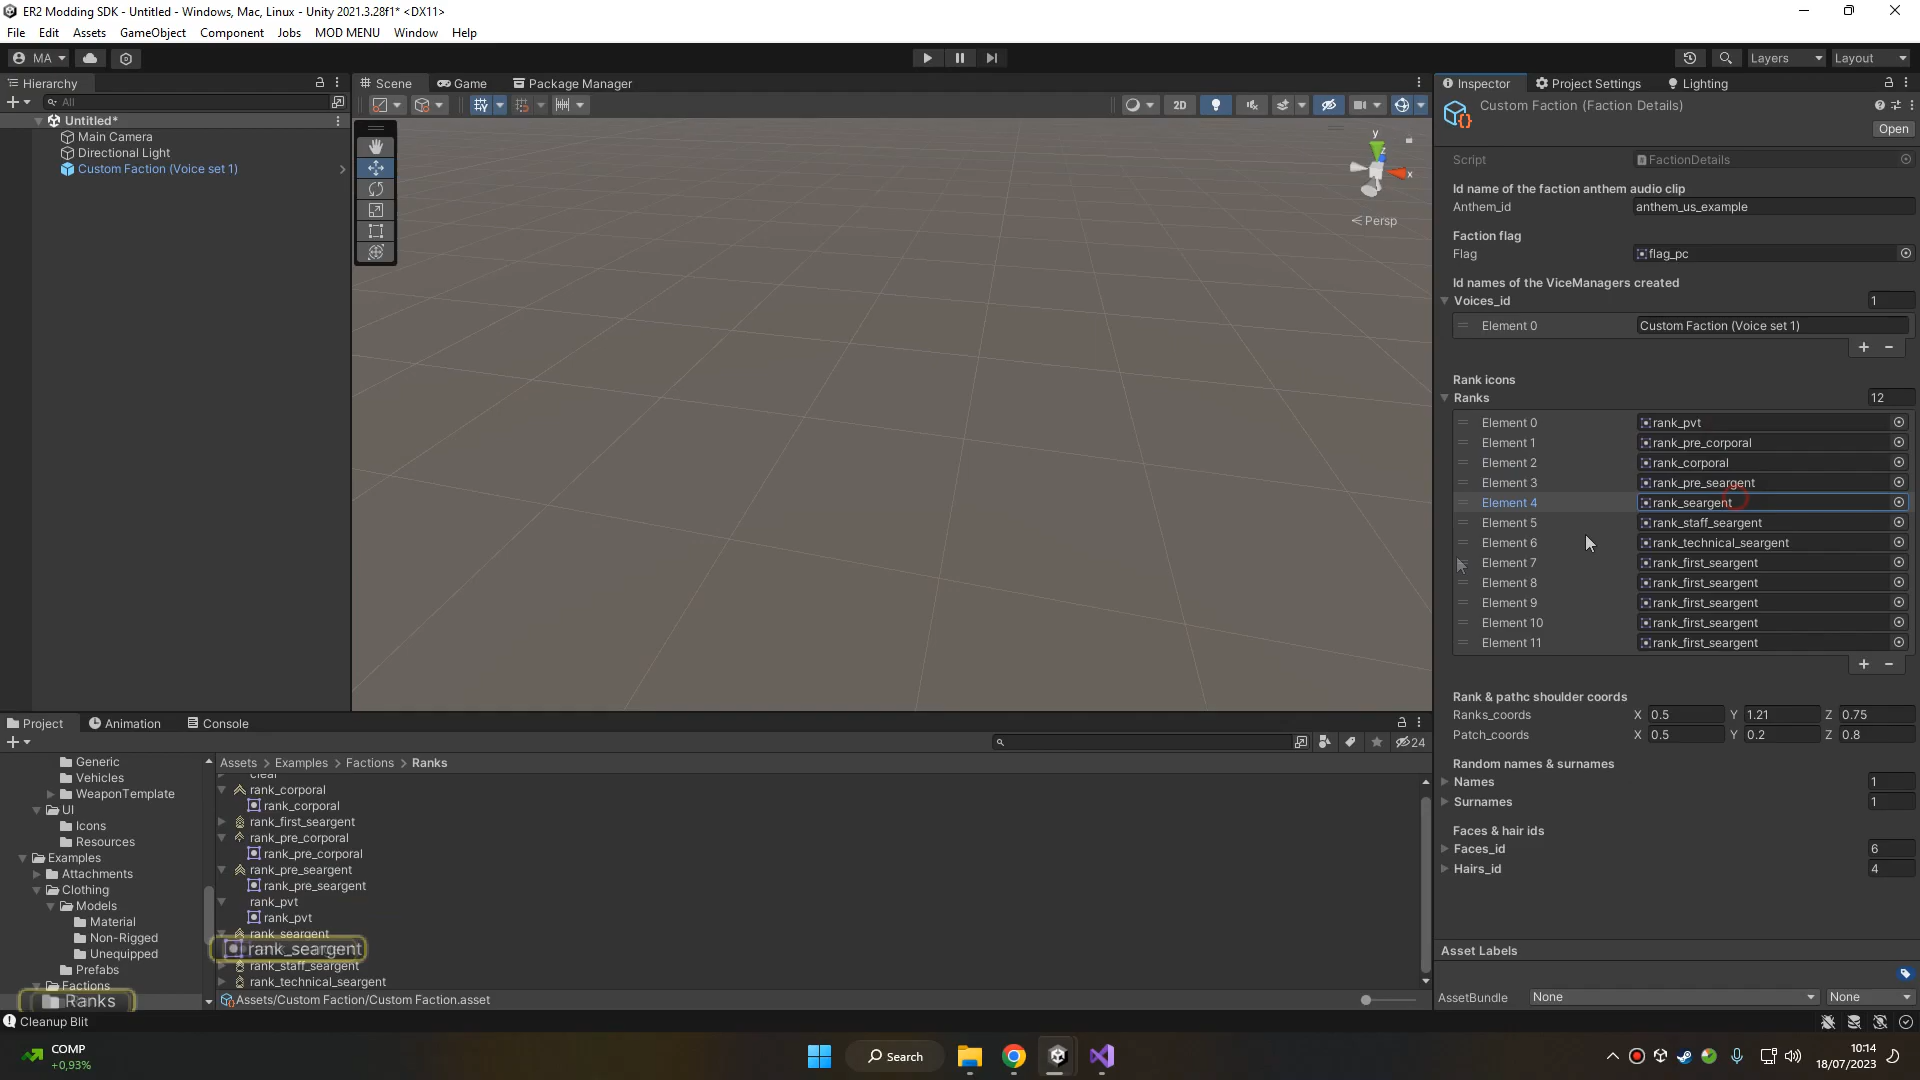 ER2 Modding SDK - Untitled - Windows, Mac, Linux - Unity 2021.3.28f1* <DX11>
File Edit Assets GameObject Component Jobs MOD MENU Window Help
MA
Layers Layout
Hierarchy
All
Untitled*
Main Camera
Directional Light
Custom Faction (Voice set 1)
Scene Game Package Manager
2D
y
z
x
Persp
Inspector Project Settings Lighting
Custom Faction (Faction Details)
Open
Script FactionDetails
Id name of the faction anthem audio clip
Anthem_id anthem_us_example
Faction flag
Flag flag_pc
Id names of the ViceManagers created
Voices_id 1
Element 0 Custom Faction (Voice set 1)
Rank icons
Ranks 12
Element 0 rank_pvt
Element 1 rank_pre_corporal
Element 2 rank_corporal
Element 3 rank_pre_seargent
Element 4 rank_seargent
Element 5 rank_staff_seargent
Element 6 rank_technical_seargent
Element 7 rank_first_seargent
Element 8 rank_first_seargent
Element 9 rank_first_seargent
Element 10 rank_first_seargent
Element 11 rank_first_seargent
Rank & pathc shoulder coords
Ranks_coords X 0.5 Y 1.21 Z 0.75
Patch_coords X 0.5 Y 0.2 Z 0.8
Random names & surnames
Names 1
Surnames 1
Faces & hair ids
Faces_id 6
Hairs_id 4
Asset Labels
AssetBundle None None
Project Animation Console
24
Generic
Vehicles
WeaponTemplate
UI
Icons
Resources
Examples
Attachments
Clothing
Models
Material
Non-Rigged
Unequipped
Prefabs
Factions
Ranks
Assets > Examples > Factions > Ranks
clear
rank_corporal
rank_corporal
rank_first_seargent
rank_pre_corporal
rank_pre_corporal
rank_pre_seargent
rank_pre_seargent
rank_pvt
rank_pvt
rank_seargent
rank_seargent
rank_staff_seargent
rank_technical_seargent
Assets/Custom Faction/Custom Faction.asset
Cleanup Blit
COMP
+0,93%
Search
10:14
18/07/2023